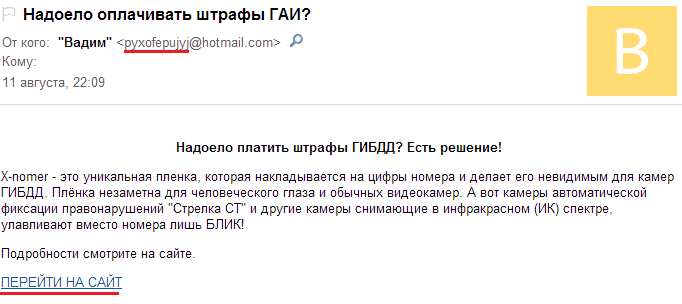 Надоело оплачивать штрафы ГАИ?
От кого: "Вадим" <pyxofepujyj@hotmail.com>
Кому:
11 августа, 22:09
В
Надоело платить штрафы ГИБДД? Есть решение!
X-nomer - это уникальная пленка, которая накладывается на цифры номера и делает его невидимым для камер
ГИБДД. Плёнка незаметна для человеческого глаза и обычных видеокамер. А вот камеры автоматической
фиксации правонарушений "Стрелка СТ" и другие камеры снимающие в инфракрасном (ИК) спектре,
улавливают вместо номера лишь БЛИК!
Подробности смотрите на сайте.
ПЕРЕЙТИ НА САЙТ